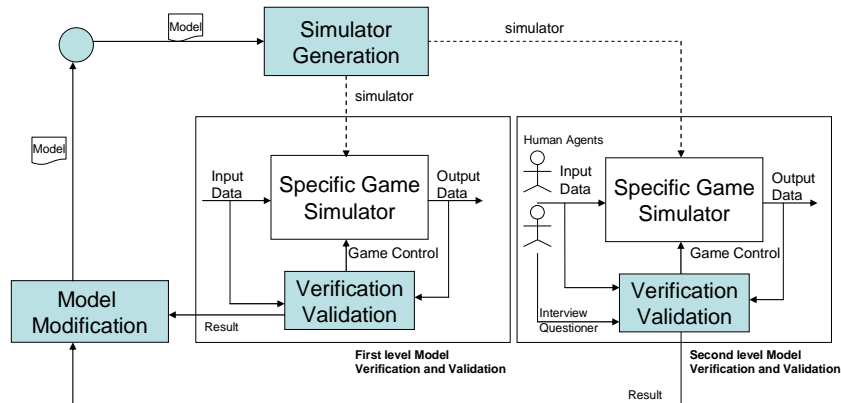 Model
Simulator
Generation
simulator
simulator
Model
Human Agents
Input
Data
Specific Game
Simulator
Output
Data
Input
Data
Specific Game
Simulator
Output
Data
Game Control
Game Control
Model
Modification
Result
Verification
Validation
Interview
Questioner
Verification
Validation
First level Model
Verification and Validation
Second level Model
Verification and Validation
Result